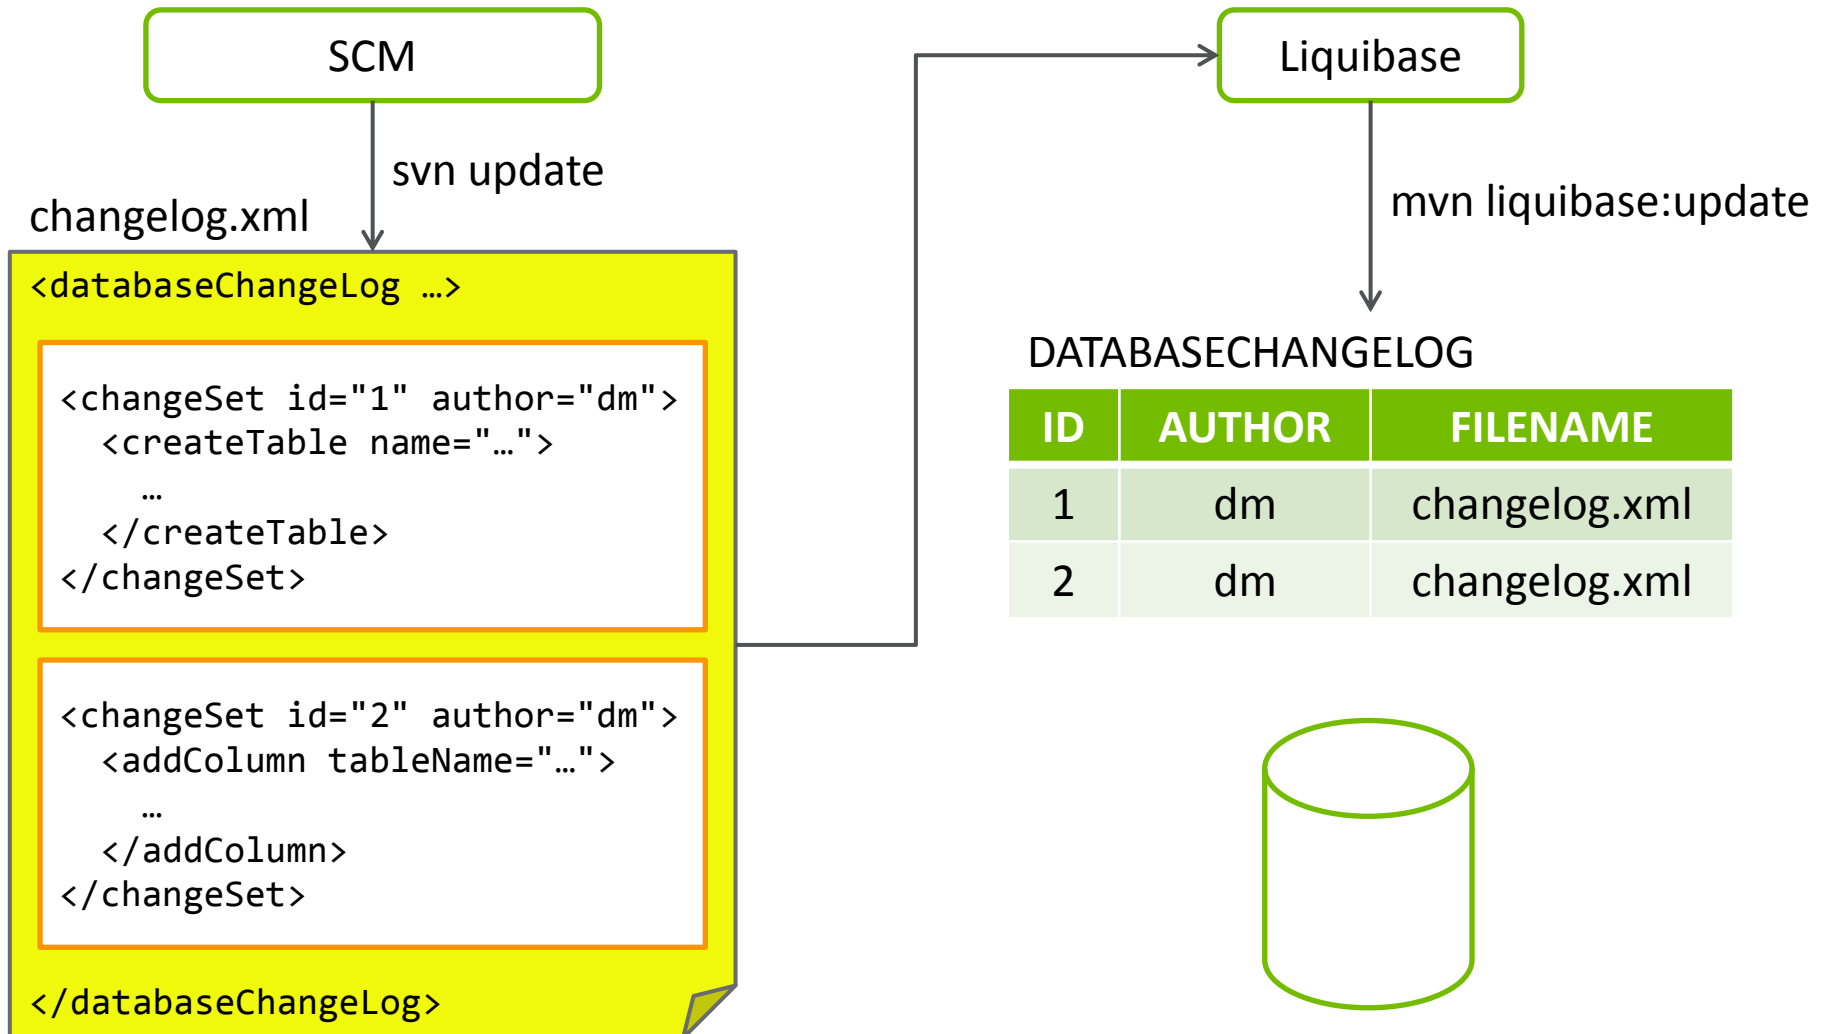 SCM
svn update
changelog.xml
<databaseChangeLog …>
<changeSet id="1" author="dm">
<createTable name="…">
…
</createTable>
</changeSet>
<changeSet id="2" author="dm">
<addColumn tableName="…">
…
</addColumn>
</changeSet>
</databaseChangeLog>
Liquibase
mvn liquibase:update
DATABASECHANGELOG
ID AUTHOR FILENAME
1 dm changelog.xml
2 dm changelog.xml